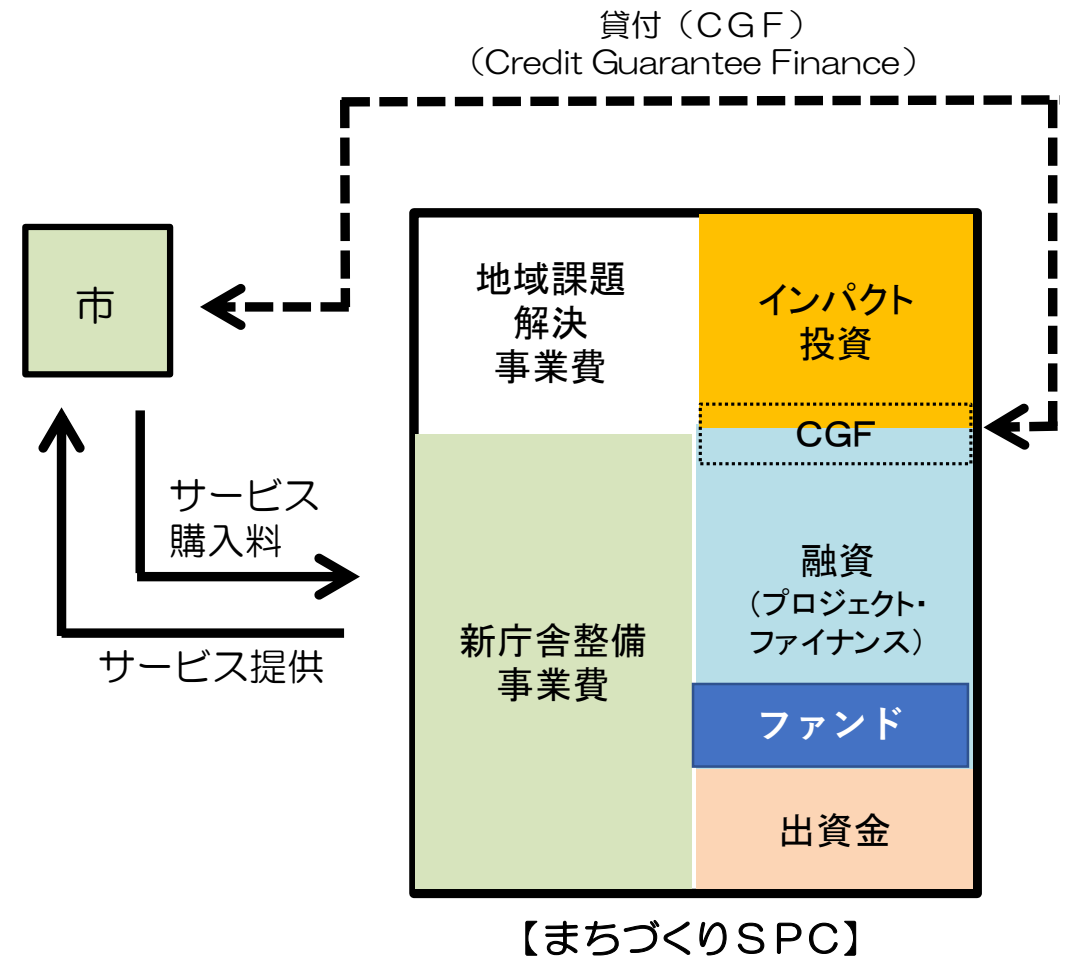 貸付（ＣＧＦ）
（Credit Guarantee Finance）
市
地域課題
解決
事業費
インパクト
投資
CGF
サービス
購入料
サービス提供
新庁舎整備
事業費
融資
（プロジェクト・
ファイナンス）
ファンド
出資金
【まちづくりＳＰＣ】